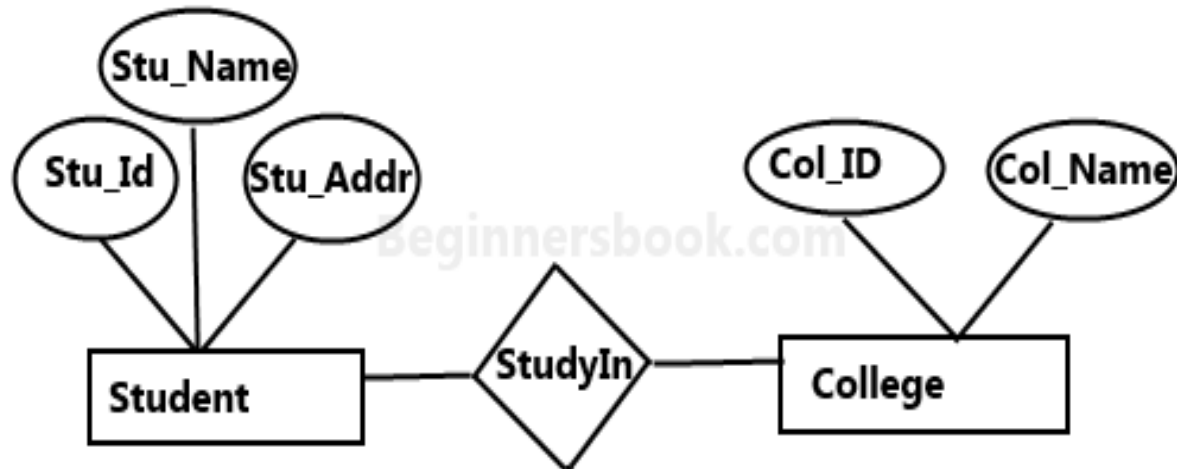 Stu_Name
Stu_Id
Stu_Addr
Col_ID
Col_Name
Beginnersbook.com
StudyIn
Student
College